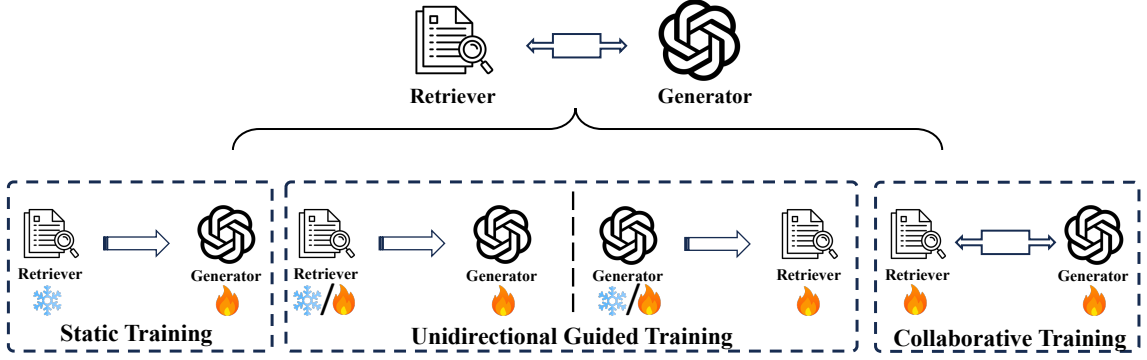 Retriever
Generator
Retriever
Generator
Retriever
/
Generator
Generator
/
Retriever
Retriever
Generator
Static Training
Unidirectional Guided Training
Collaborative Training